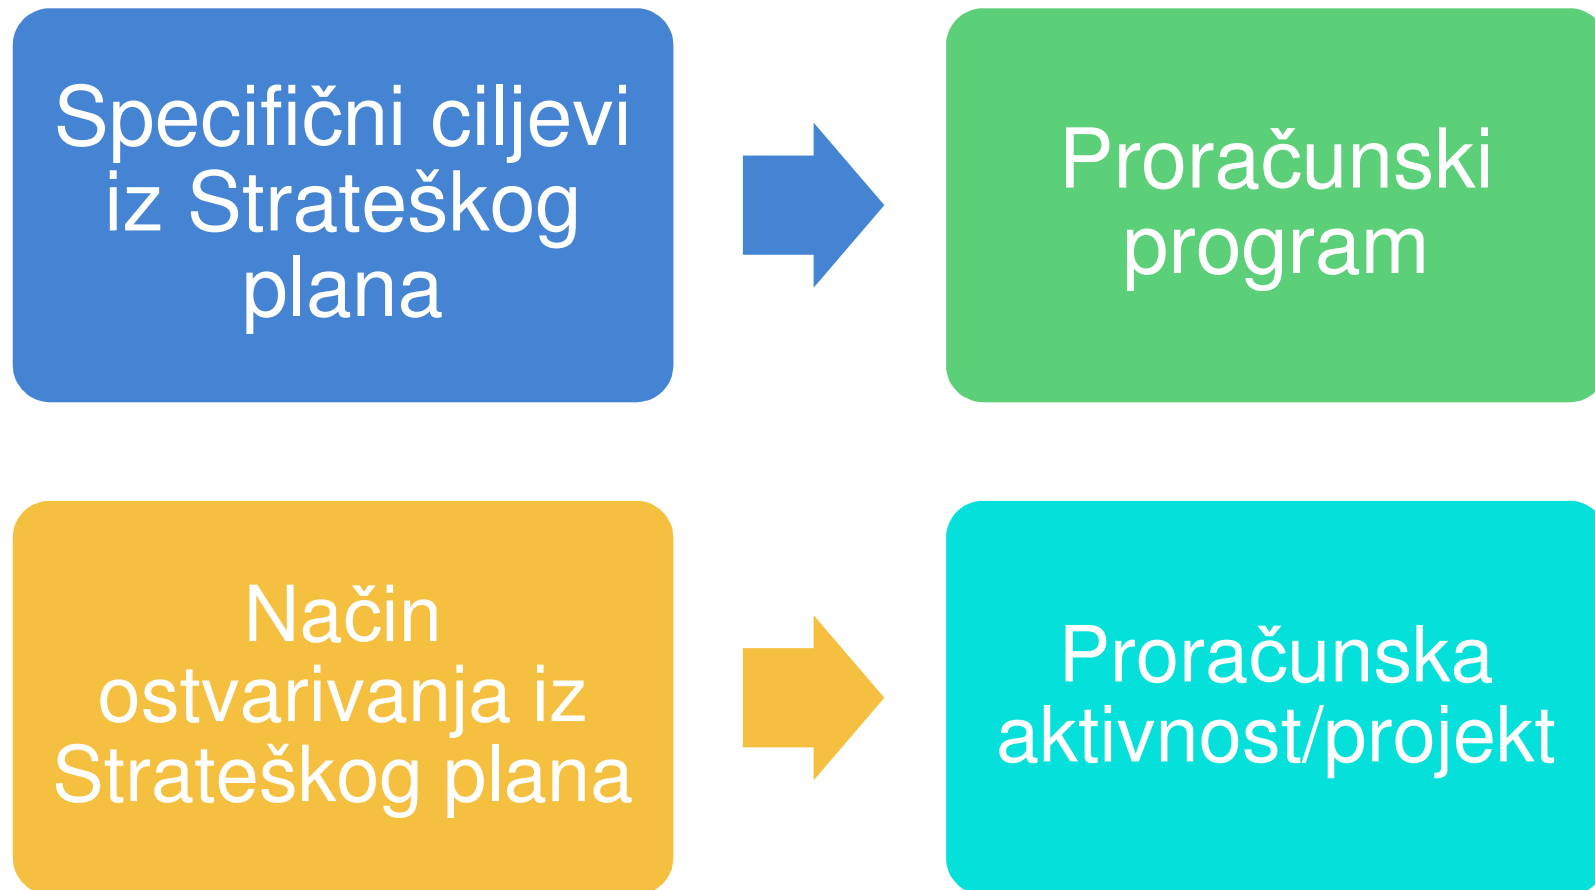 Specifični ciljevi
iz Strateškog
plana
Proračunski
program
Način
ostvarivanja iz
Strateškog plana
Proračunska
aktivnost/projekt